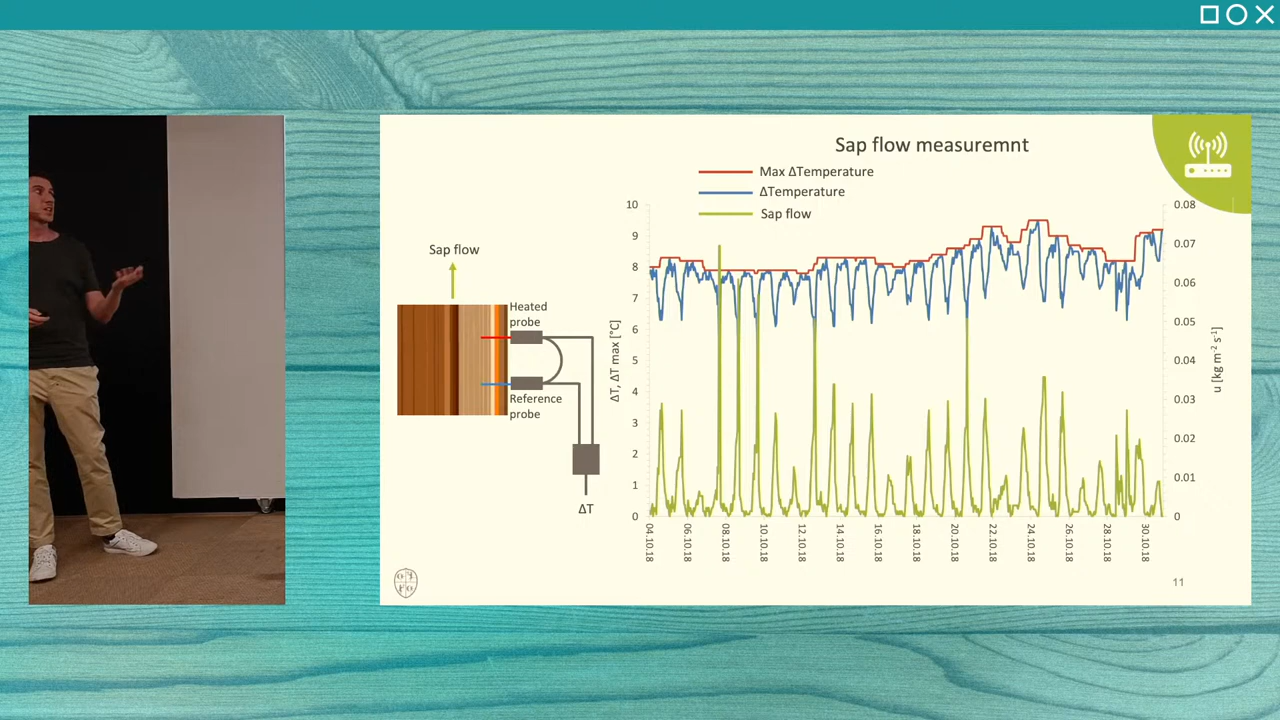 Sap flow measuremnt
Max ΔTemperature
ΔTemperature
Sap flow
Sap flow
Heated
probe
Reference
probe
ΔT
ΔT, ΔT max [°C]
10
9
8
7
6
5
4
3
2
1
0
0.08
0.07
0.06
0.05
0.04
0.03
0.02
0.01
0
u [kg m⁻² s⁻¹]
04.10.18
06.10.18
08.10.18
10.10.18
12.10.18
14.10.18
16.10.18
18.10.18
20.10.18
22.10.18
24.10.18
26.10.18
28.10.18
30.10.18
11